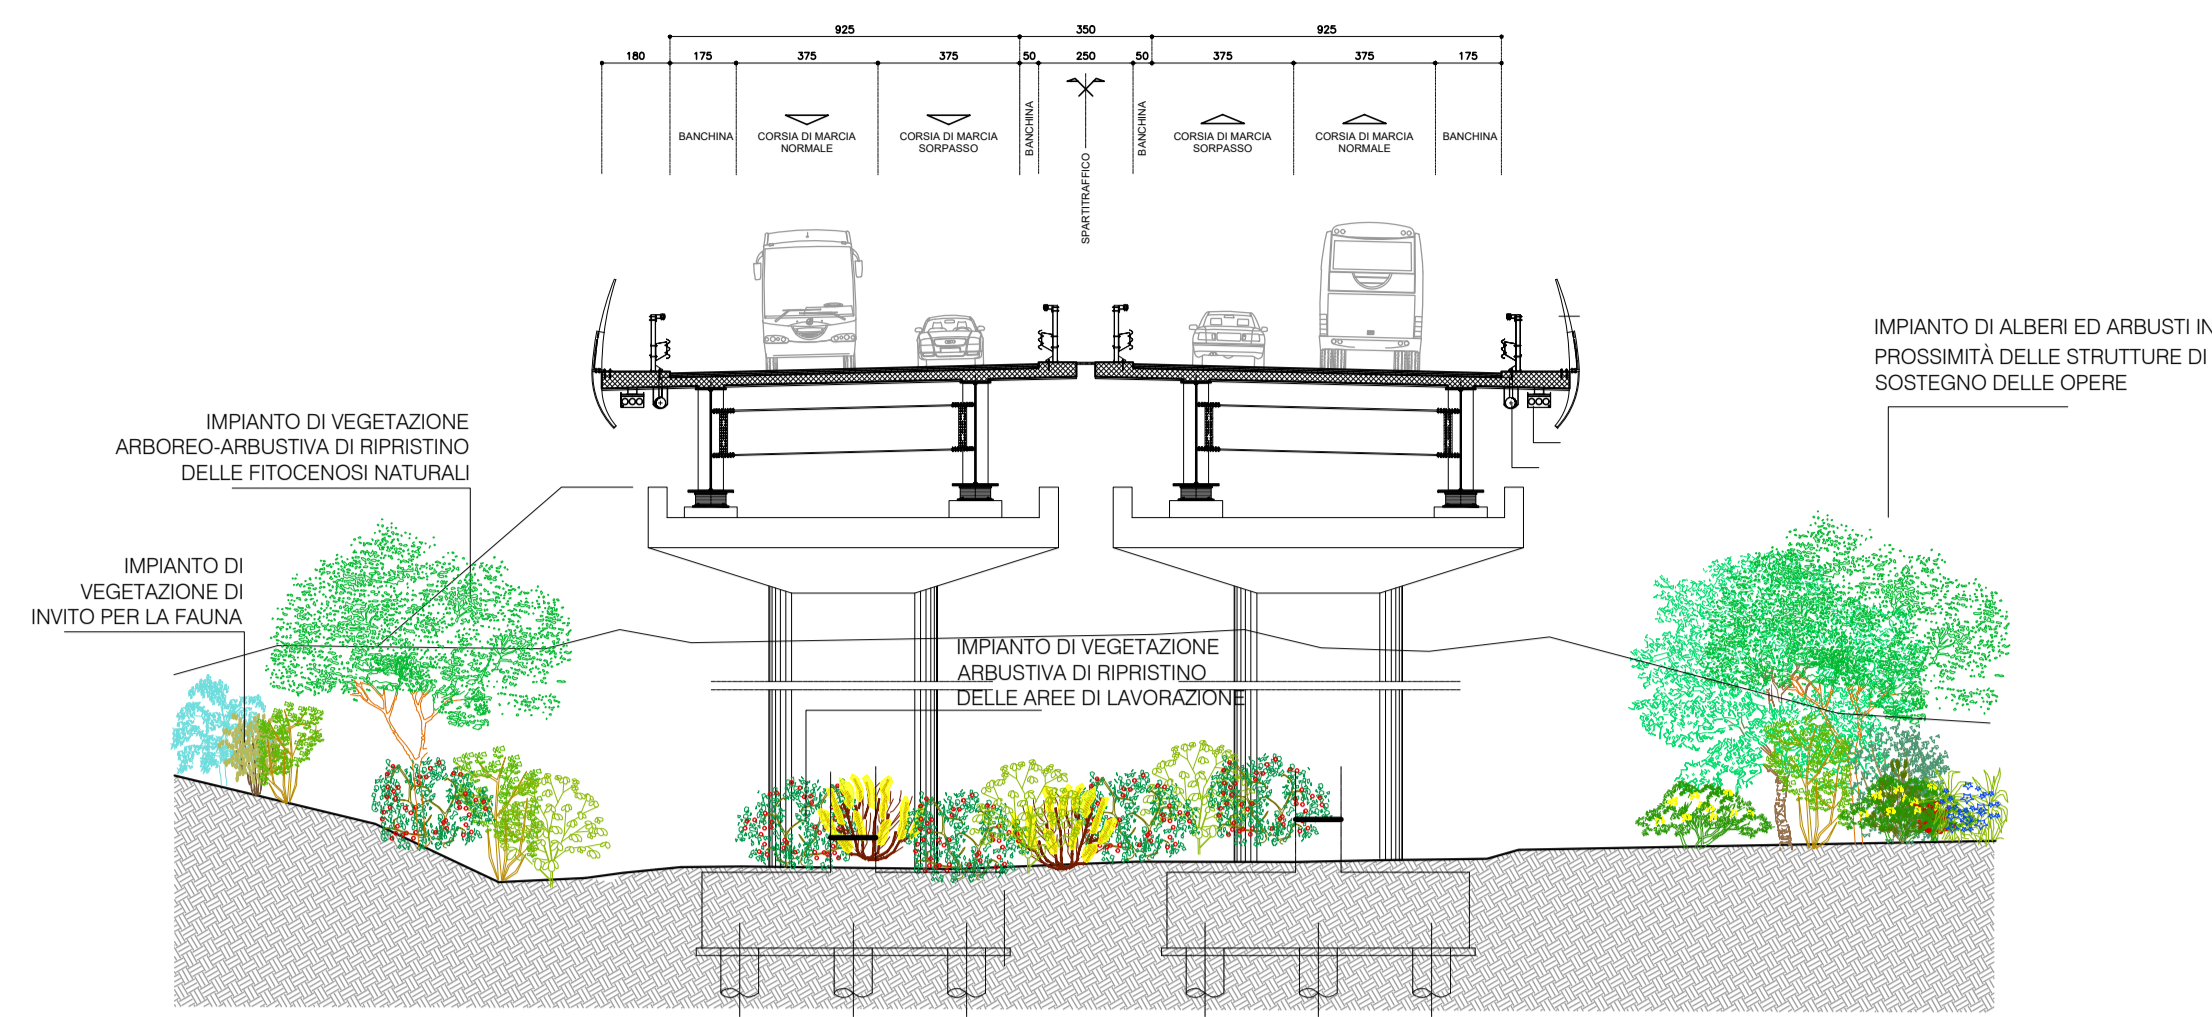 925 350 925
180 175 375 375 50 250 50 375 375 175
BANCHINA
CORSIA DI MARCIA
NORMALE
CORSIA DI MARCIA
SORPASSO
BANCHINA
SPARTITRAFFICO
BANCHINA
CORSIA DI MARCIA
SORPASSO
CORSIA DI MARCIA
NORMALE
BANCHINA
IMPIANTO DI ALBERI ED ARBUSTI IN
PROSSIMITÀ DELLE STRUTTURE DI
SOSTEGNO DELLE OPERE
IMPIANTO DI VEGETAZIONE
ARBOREO-ARBUSTIVA DI RIPRISTINO
DELLE FITOCENOSI NATURALI
IMPIANTO DI
VEGETAZIONE DI
INVITO PER LA FAUNA
IMPIANTO DI VEGETAZIONE
ARBUSTIVA DI RIPRISTINO
DELLE AREE DI LAVORAZIONE